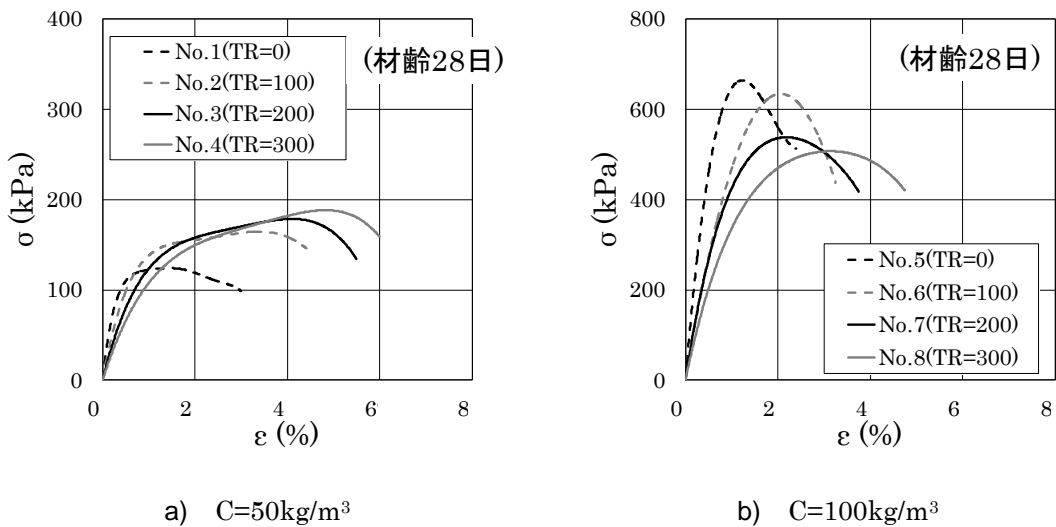 400
300
200
100
0
σ (kPa)
No.1(TR=0)
No.2(TR=100)
No.3(TR=200)
No.4(TR=300)
(材齢28日)
0 2 4 6 8
ε (%)
a) C=50kg/m³
800
600
400
200
0
σ (kPa)
(材齢28日)
No.5(TR=0)
No.6(TR=100)
No.7(TR=200)
No.8(TR=300)
0 2 4 6 8
ε (%)
b) C=100kg/m³